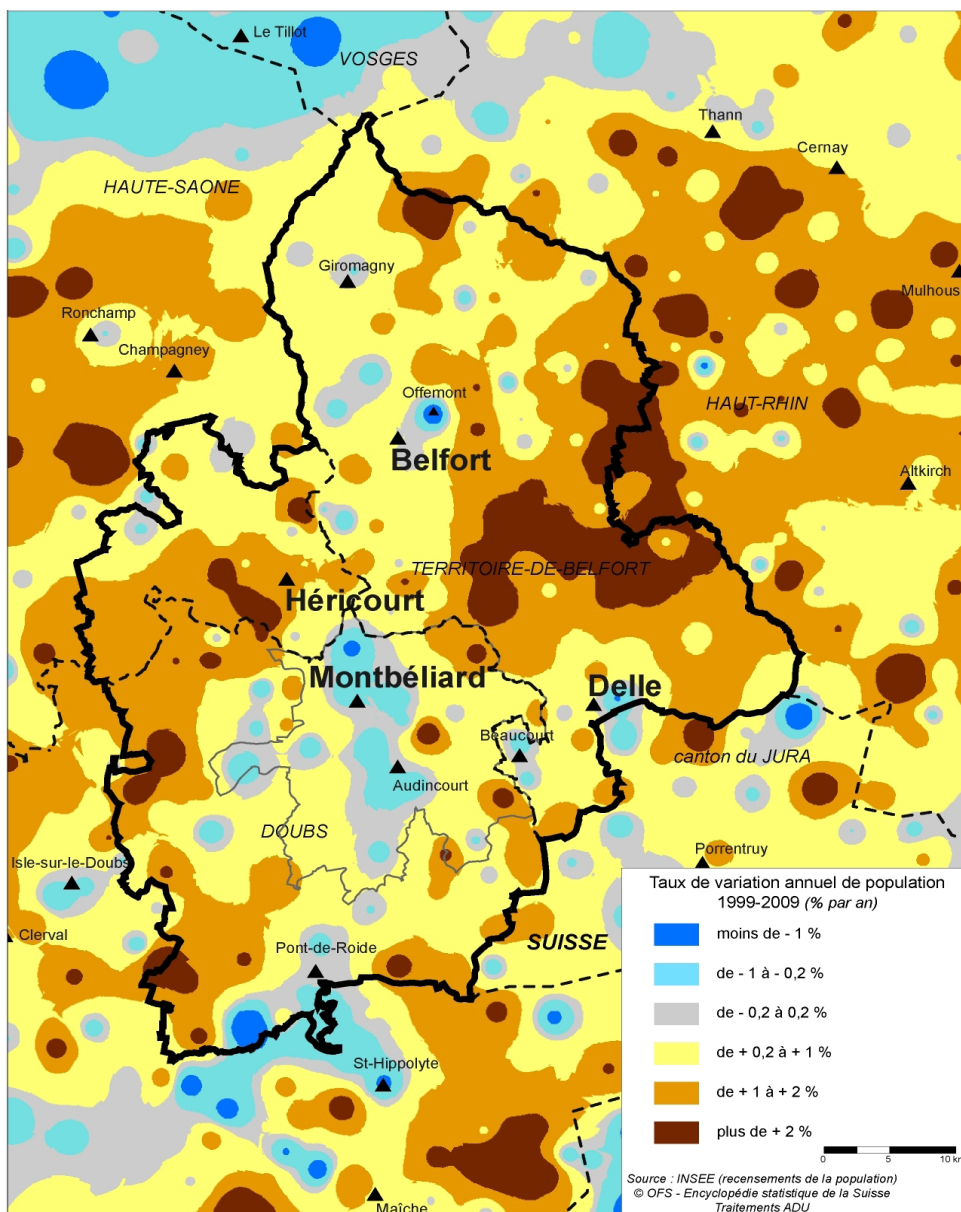 Le Tillot
VOSGES
Thann
Cernay
HAUTE-SAONE
Giromagny
Mulhous
Ronchamp
Champagney
Offemont
HAUT-RHIN
Belfort
Altkirch
TERRITOIRE-DE-BELFORT
Héricourt
Montbéliard
Delle
Beaucourt
canton du JURA
Audincourt
DOUBS
Isle-sur-le-Doubs
Porrentruy
Clerval
SUISSE
Pont-de-Roide
St-Hippolyte
Maîche
Taux de variation annuel de population
1999-2009 (% par an)
moins de - 1 %
de - 1 à - 0,2 %
de - 0,2 à 0,2 %
de + 0,2 à + 1 %
de + 1 à + 2 %
plus de + 2 %
0 5 10 km
Source : INSEE (recensements de la population)
© OFS - Encyclopédie statistique de la Suisse
Traitements ADU